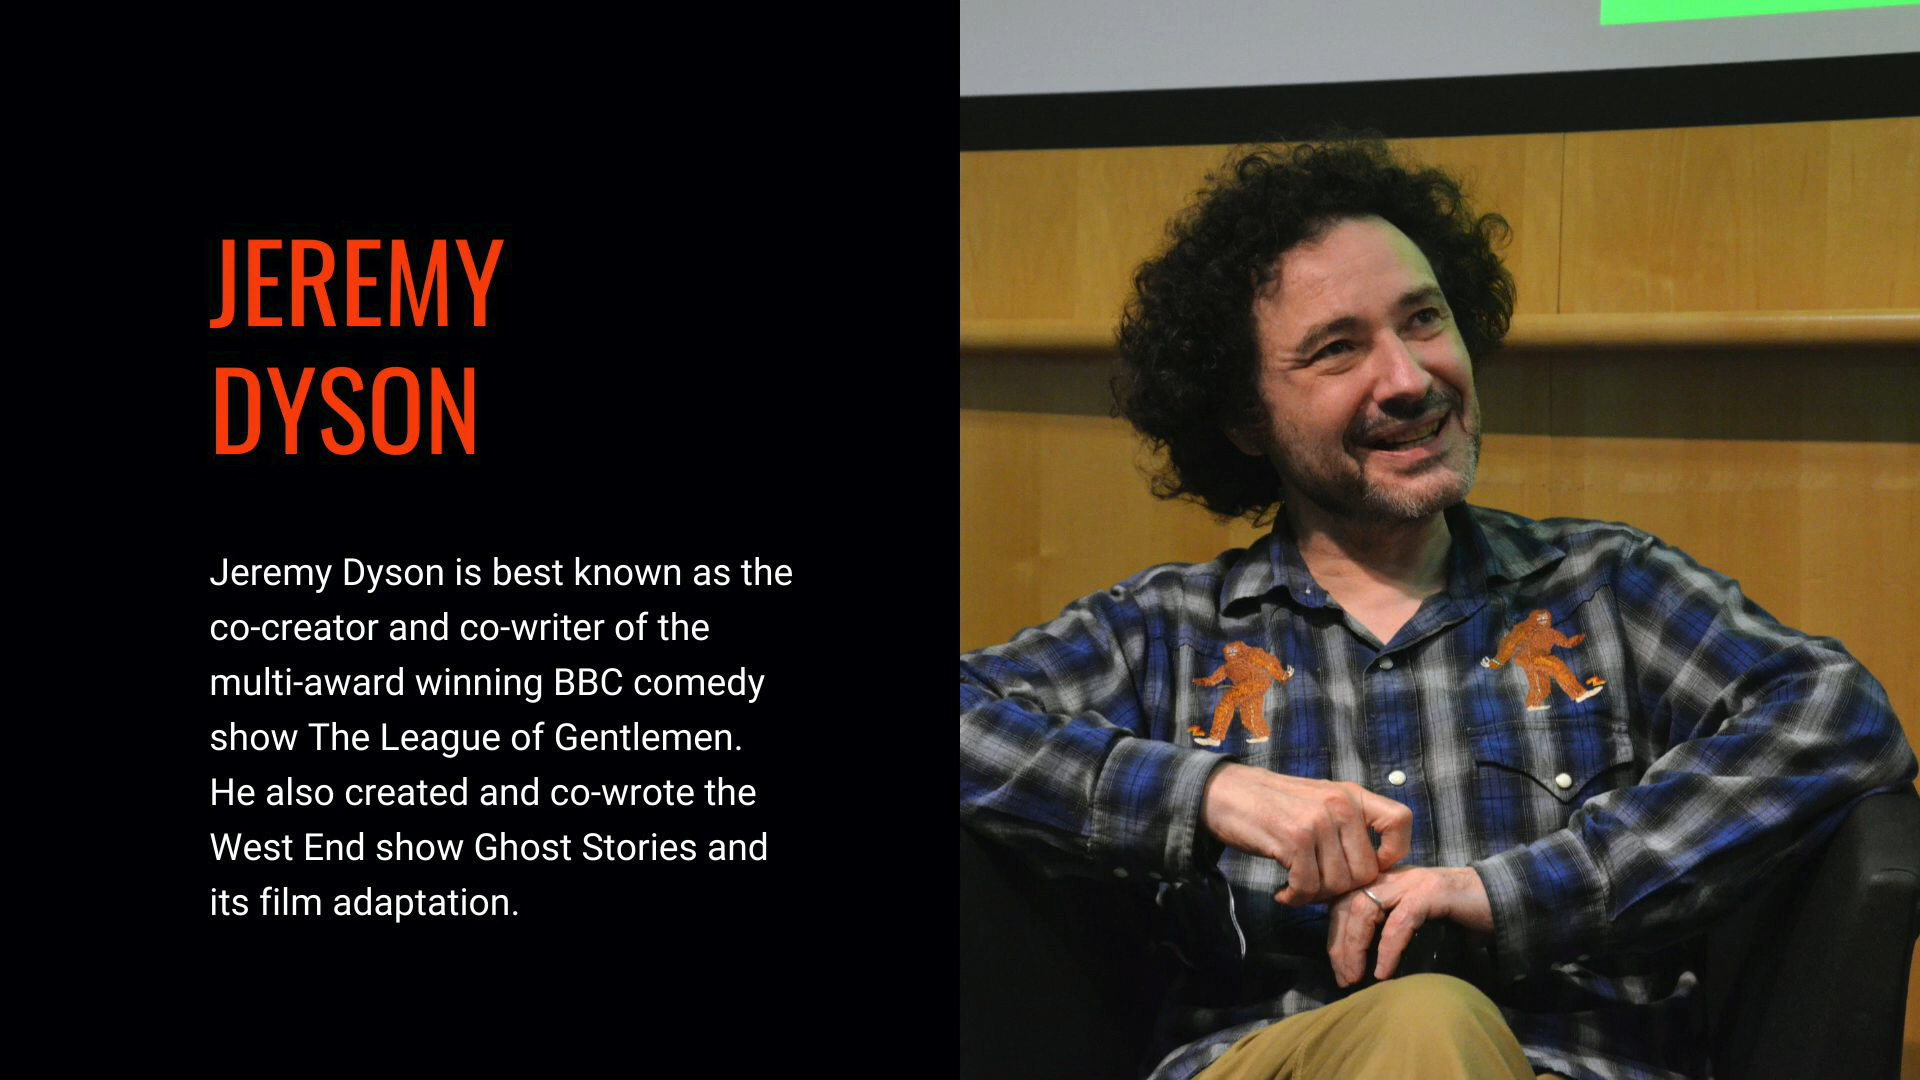 JEREMY
DYSON
Jeremy Dyson is best known as the
co-creator and co-writer of the
multi-award winning BBC comedy
show The League of Gentlemen.
He also created and co-wrote the
West End show Ghost Stories and
its film adaptation.